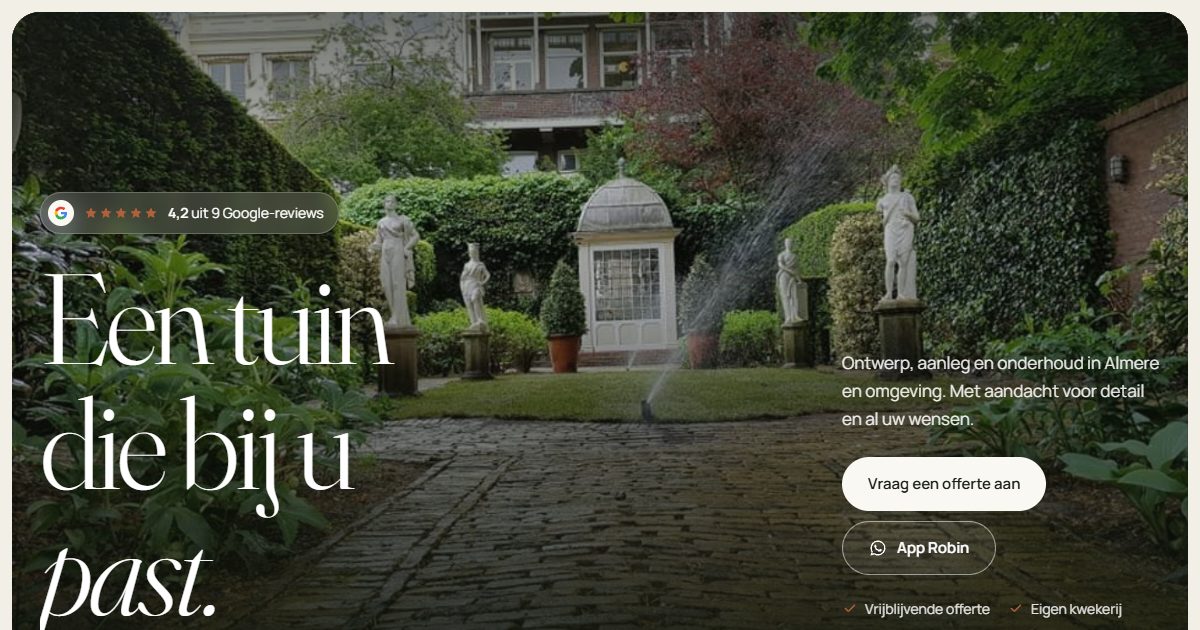 4,2 uit 9 Google-reviews
Een tuin
die bij u
past.
Ontwerp, aanleg en onderhoud in Almere
en omgeving. Met aandacht voor detail
en al uw wensen.
Vraag een offerte aan
App Robin
Vrijblijvende offerte
Eigen kwekerij